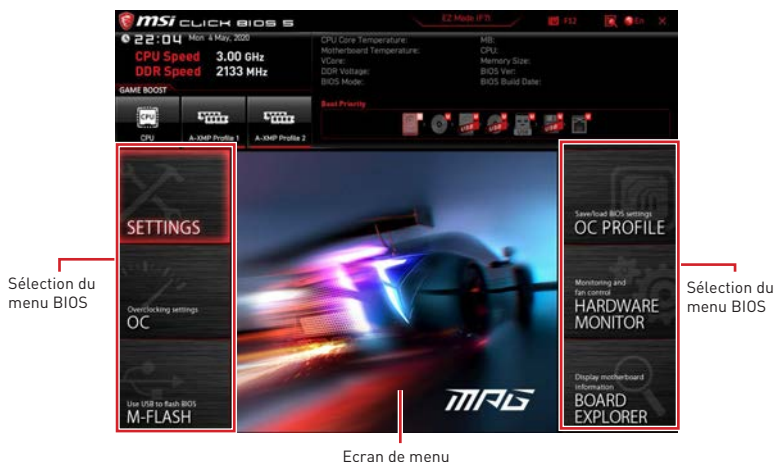 msi CLICK BIOS 5
EZ Mode (F7)
F12
En
X
22:04 Mon 4 May, 2020
CPU Speed 3.00 GHz
DDR Speed 2133 MHz
CPU Core Temperature:
Motherboard Temperature:
VCore:
DDR Voltage:
BIOS Mode:
MB:
CPU:
Memory Size:
BIOS Ver:
BIOS Build Date:
GAME BOOST
CPU
CPU
A-XMP Profile 1
A-XMP Profile 2
Boot Priority
USB
USB
USB
SETTINGS
Overclocking settings
OC
Use USB to flash BIOS
M-FLASH
Save/load BIOS settings
OC PROFILE
Monitoring and
fan control
HARDWARE
MONITOR
Display motherboard
information
BOARD
EXPLORER
MPG
Sélection du
menu BIOS
Sélection du
menu BIOS
Ecran de menu